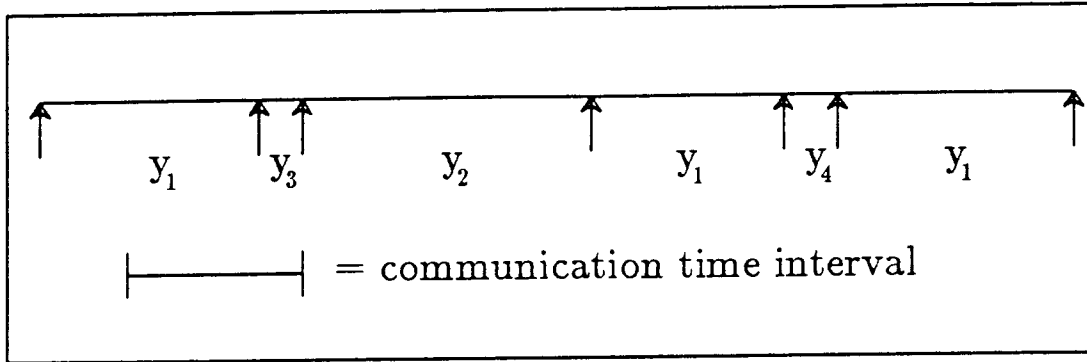 y₁ y₃ y₂ y₁ y₄ y₁
= communication time interval